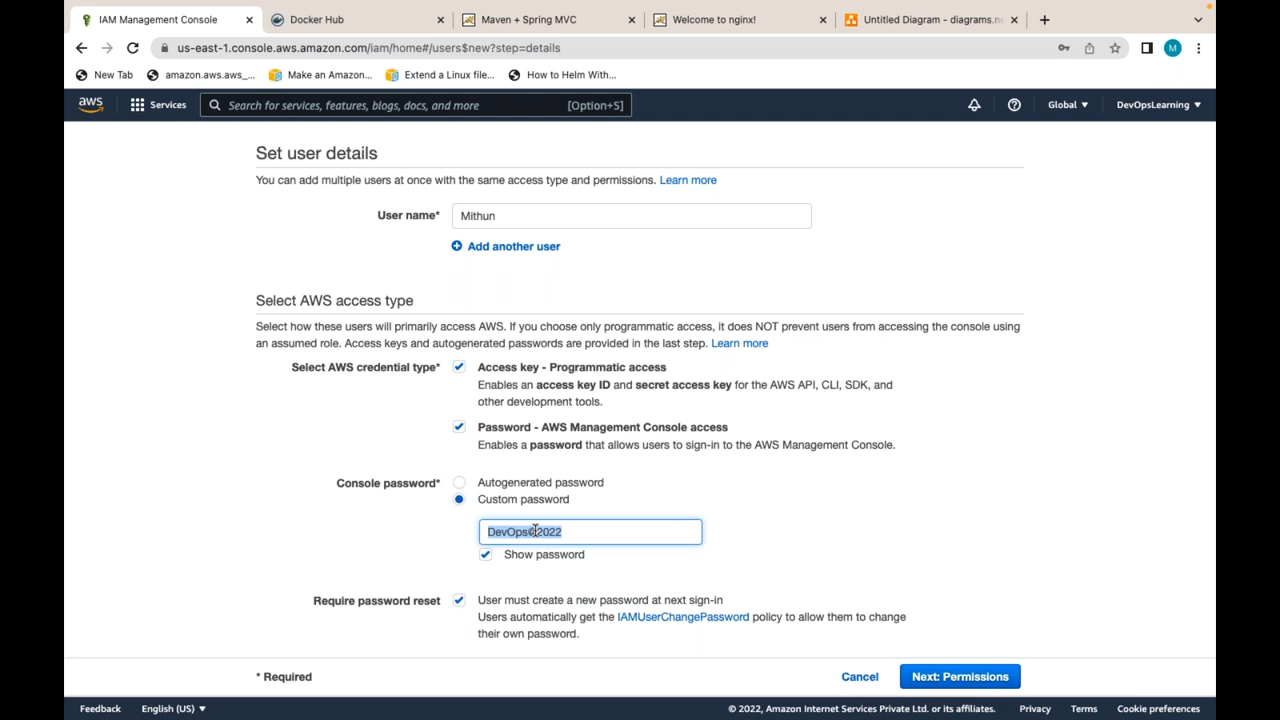 IAM Management Console
Docker Hub
Maven + Spring MVC
Welcome to nginx!
Untitled Diagram - diagrams.ne
us-east-1.console.aws.amazon.com/iam/home#/users$new?step=details
M
New Tab
amazon.aws.aws_...
Make an Amazon...
Extend a Linux file...
How to Helm With...
aws
Services
Search for services, features, blogs, docs, and more
[Option+S]
Global
DevOpsLearning
Set user details
You can add multiple users at once with the same access type and permissions. Learn more
User name*
Mithun
Add another user
Select AWS access type
Select how these users will primarily access AWS. If you choose only programmatic access, it does NOT prevent users from accessing the console using
an assumed role. Access keys and autogenerated passwords are provided in the last step. Learn more
Select AWS credential type*
Access key - Programmatic access
Enables an access key ID and secret access key for the AWS API, CLI, SDK, and
other development tools.
Password - AWS Management Console access
Enables a password that allows users to sign-in to the AWS Management Console.
Console password*
Autogenerated password
Custom password
DevOps@2022
Show password
Require password reset
User must create a new password at next sign-in
Users automatically get the IAMUserChangePassword policy to allow them to change
their own password.
* Required
Cancel
Next: Permissions
Feedback
English (US)
© 2022, Amazon Internet Services Private Ltd. or its affiliates.
Privacy
Terms
Cookie preferences